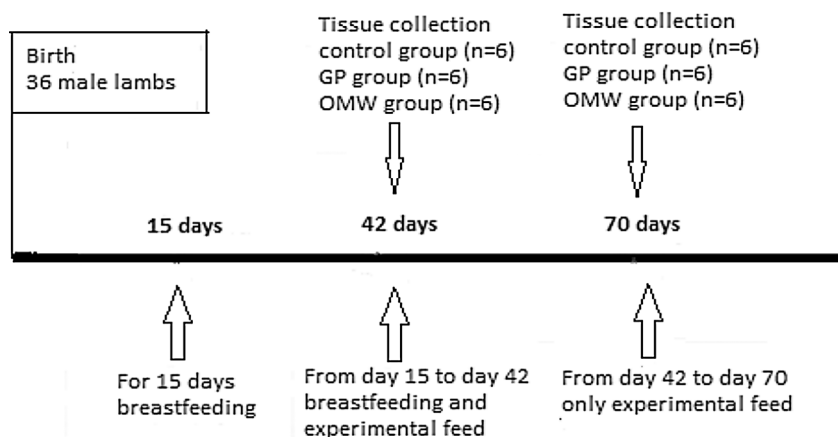 Birth
36 male lambs
Tissue collection
control group (n=6)
GP group (n=6)
OMW group (n=6)
Tissue collection
control group (n=6)
GP group (n=6)
OMW group (n=6)
15 days
42 days
70 days
For 15 days
breastfeeding
From day 15 to day 42
breastfeeding and
experimental feed
From day 42 to day 70
only experimental feed